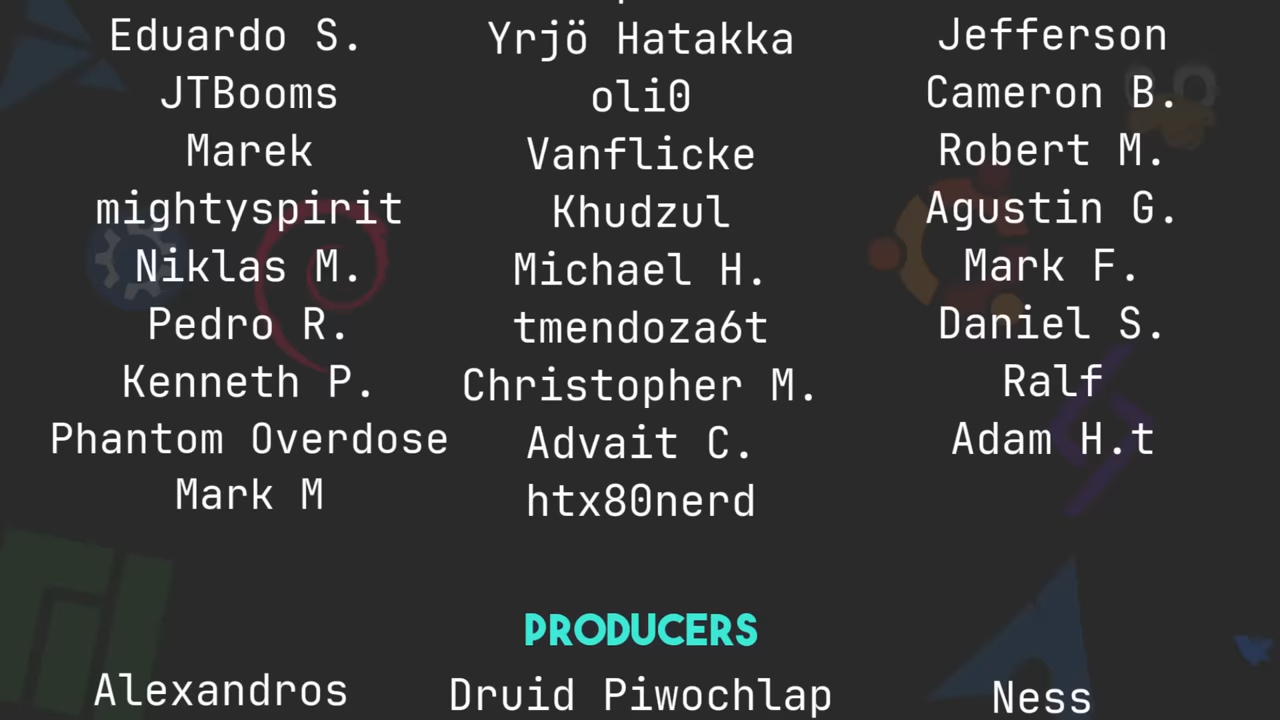 Eduardo S.
JTBooms
Marek
mightyspirit
Niklas M.
Pedro R.
Kenneth P.
Phantom Overdose
Mark M
Yrjö Hatakka
oli0
Vanflicke
Khudzul
Michael H.
tmendoza6t
Christopher M.
Advait C.
htx80nerd
Jefferson
Cameron B.
Robert M.
Agustin G.
Mark F.
Daniel S.
Ralf
Adam H.t
PRODUCERS
Alexandros
Druid Piwochlap
Ness